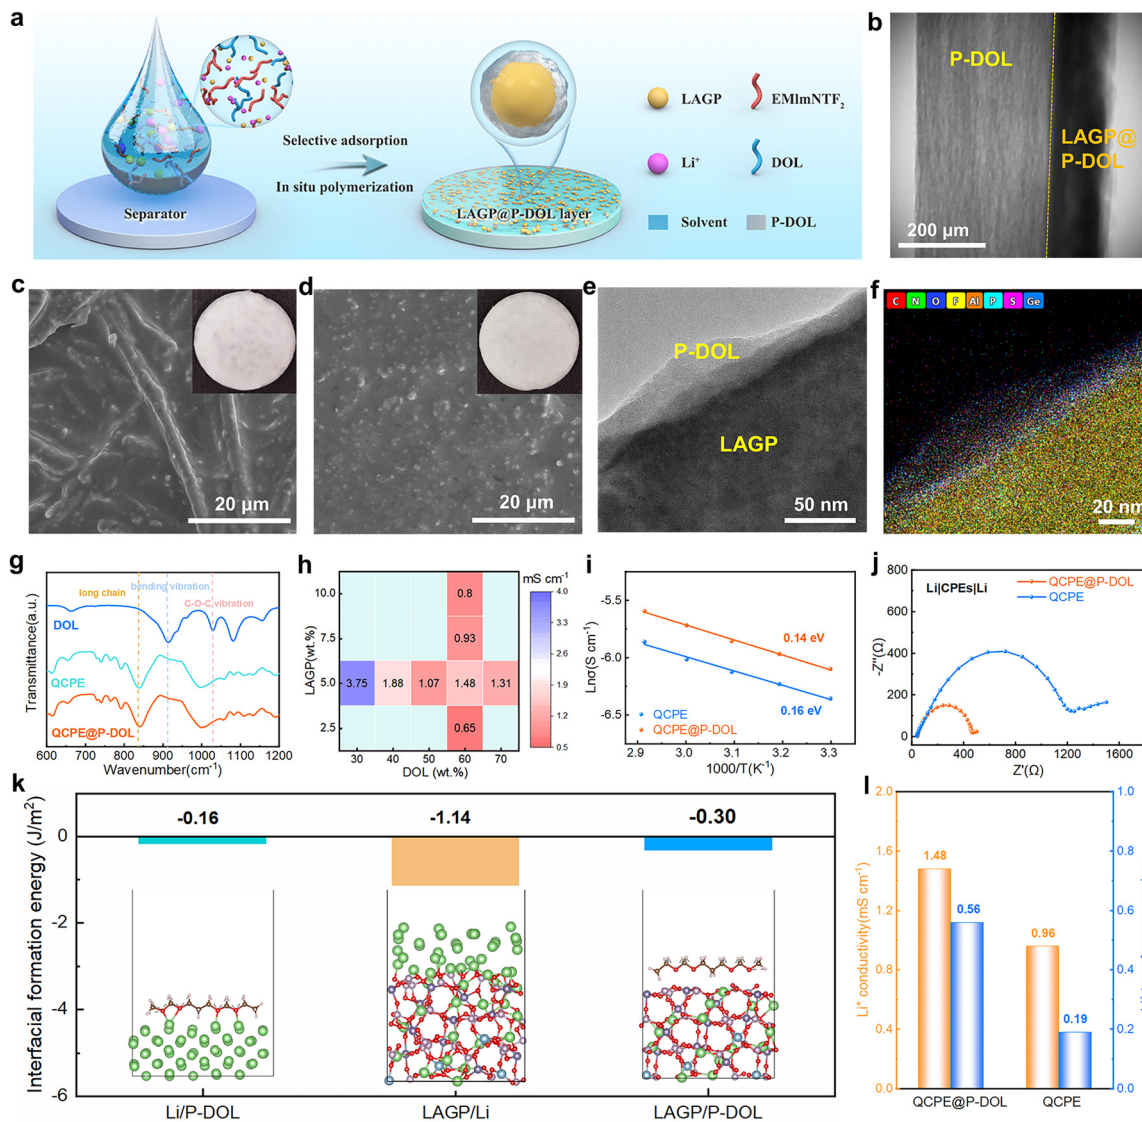 a
LAGP
EMImNTF₂
Selective adsorption
In situ polymerization
Li⁺
DOL
Separator
LAGP@P-DOL layer
Solvent
P-DOL
b
P-DOL
LAGP@
P-DOL
200 μm
c
20 μm
d
20 μm
e
P-DOL
LAGP
50 nm
f
C N O F Al P S Ge
20 nm
g
long chain
bending vibration
C-O-C vibration
DOL
QCPE
QCPE@P-DOL
Transmittance(a.u.)
600 700 800 900 1000 1100 1200
Wavenumber(cm⁻¹)
h
mS cm⁻¹
LAGP(wt.%)
10.0
7.5
5.0
2.5
0.8
0.93
3.75 1.88 1.07 1.48 1.31
0.65
30 40 50 60 70
DOL (wt.%)
4.0
3.6
2.9
2.3
1.6
1.2
0.5
i
Lnσ(S cm⁻¹)
-5.5
-6.0
-6.5
0.14 eV
0.16 eV
QCPE
QCPE@P-DOL
2.9 3.0 3.1 3.2 3.3
1000/T(K⁻¹)
j
Li|CPEs|Li
QCPE@P-DOL
QCPE
-Z''(Ω)
-800
-600
-400
-200
0
0 400 800 1200 1600
Z'(Ω)
k
Interfacial formation energy (J/m²)
-0.16 -1.14 -0.30
0
-2
-4
-6
Li/P-DOL LAGP/Li LAGP/P-DOL
l
Li⁺ conductivity(mS cm⁻¹)
2.0
1.6
1.2
0.8
0.4
0.0
1.48
0.56
0.96
0.19
1.0
0.8
0.6
0.4
0.2
0.0
QCPE@P-DOL QCPE